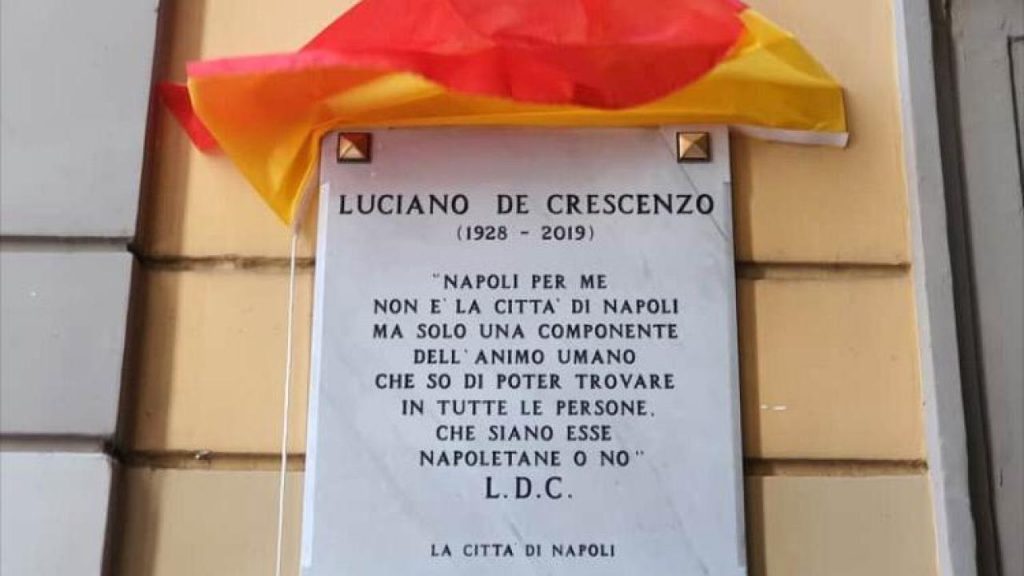 LUCIANO DE CRESCENZO
(1928 - 2019)
"NAPOLI PER ME
NON E' LA CITTA' DI NAPOLI
MA SOLO UNA COMPONENTE
DELL'ANIMO UMANO
CHE SO DI POTER TROVARE
IN TUTTE LE PERSONE,
CHE SIANO ESSE
NAPOLETANE O NO"
L.D.C.
LA CITTA' DI NAPOLI